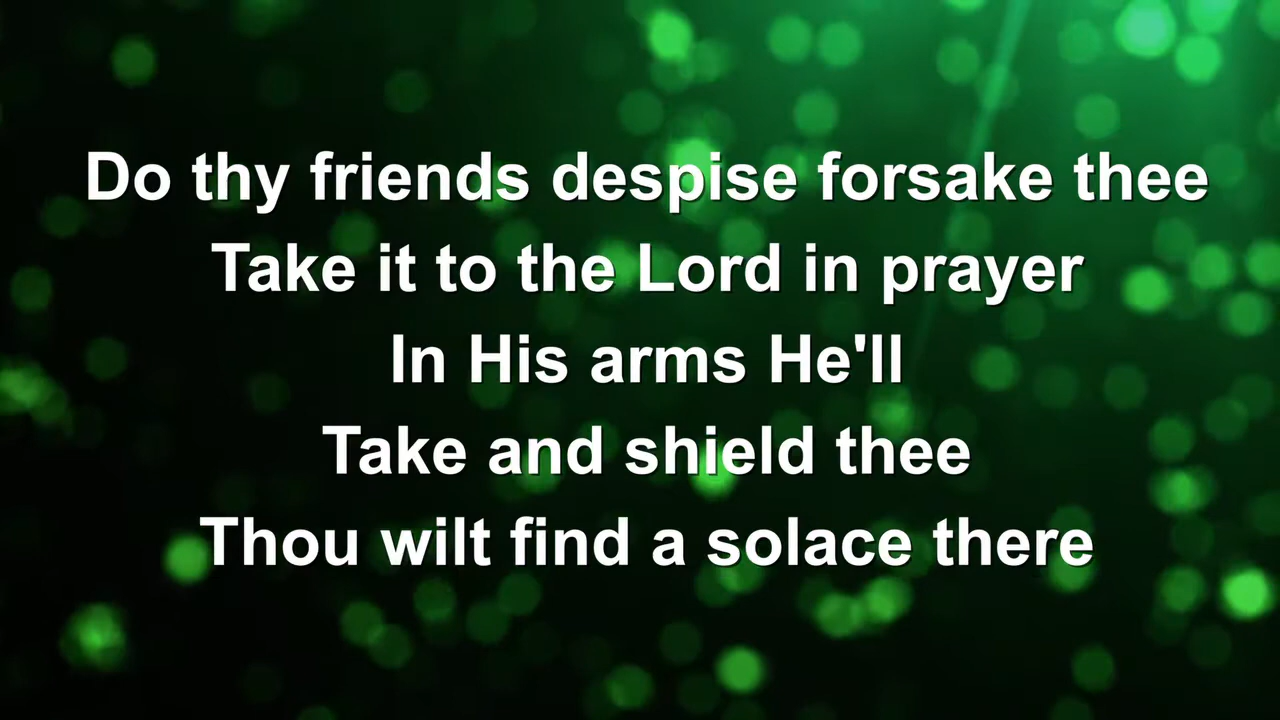 Do thy friends despise forsake thee
Take it to the Lord in prayer
In His arms He'll
Take and shield thee
Thou wilt find a solace there